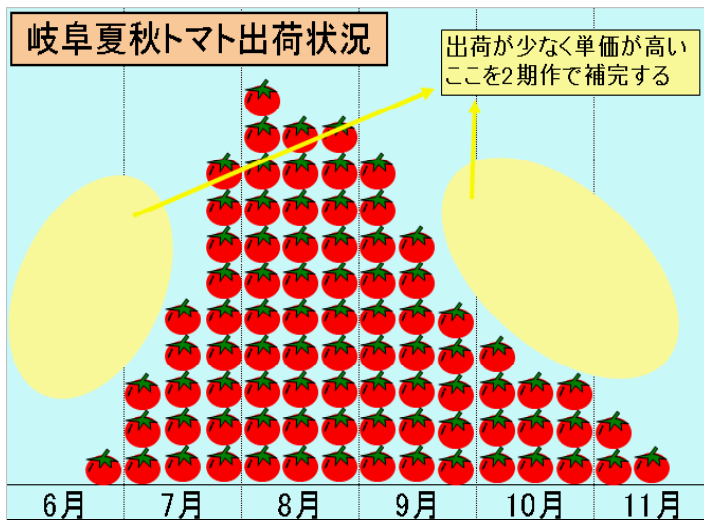 岐阜夏秋トマト出荷状況
出荷が少なく単価が高い
ここを2期作で補完する
6月 7月 8月 9月 10月 11月